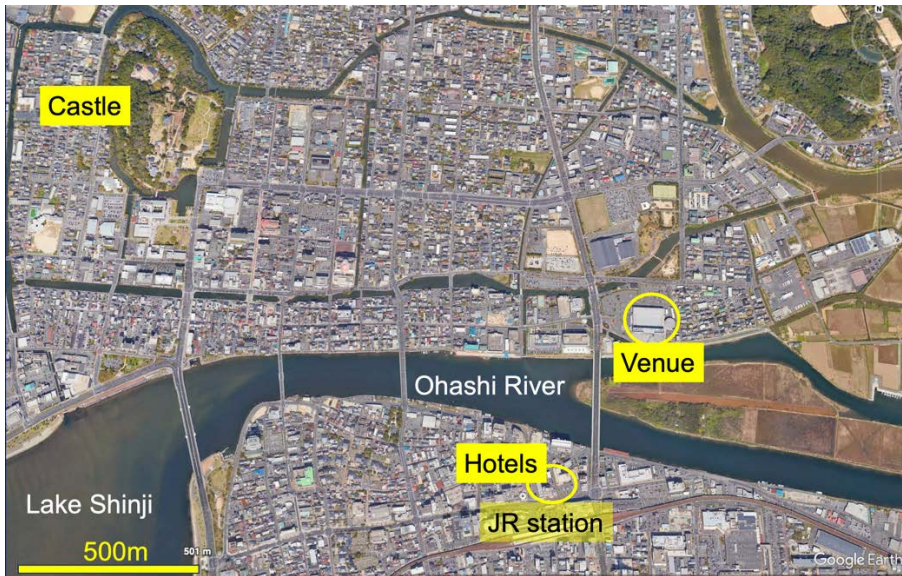 N
Castle
Venue
Ohashi River
Hotels
Lake Shinji
JR station
500m
501 m
Google Earth